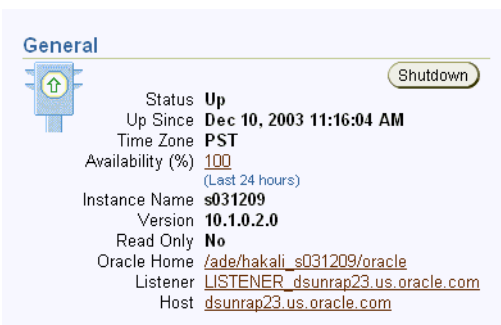 General
Shutdown
Status Up
Up Since Dec 10, 2003 11:16:04 AM
Time Zone PST
Availability (%) 100
(Last 24 hours)
Instance Name s031209
Version 10.1.0.2.0
Read Only No
Oracle Home /ade/hakali_s031209/oracle
Listener LISTENER_dsunrap23.us.oracle.com
Host dsunrap23.us.oracle.com